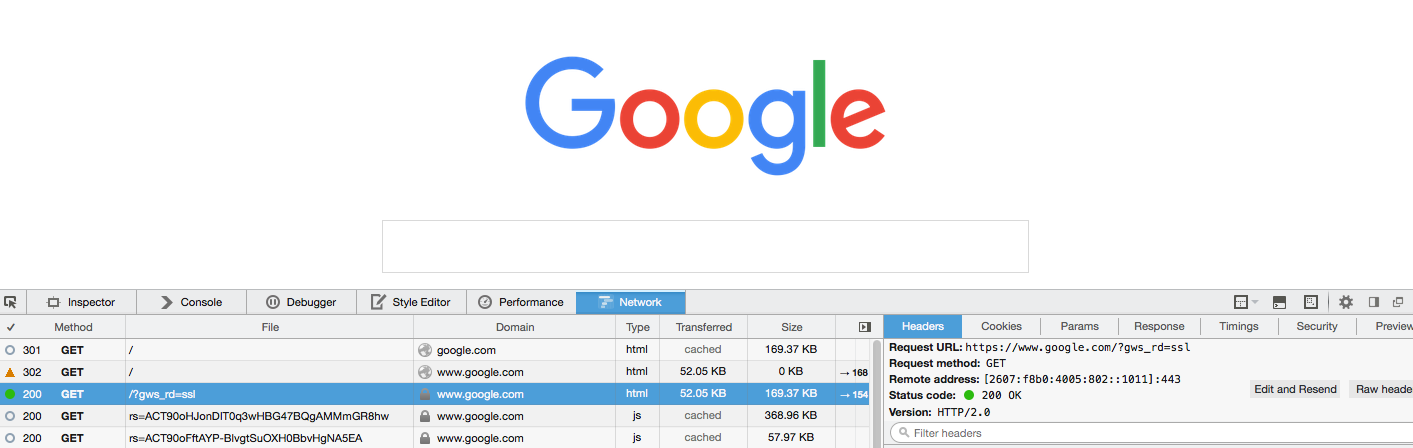 Google
Inspector Console Debugger Style Editor Performance Network
✓ Method File Domain Type Transferred Size
301 GET / google.com html cached 169.37 KB
302 GET / www.google.com html 52.05 KB 0 KB → 168
200 GET /?gws_rd=ssl www.google.com html 52.05 KB 169.37 KB → 154
200 GET rs=ACT90oHJonDIT0q3wHBG47BQgAMMmGR8hw www.google.com js cached 368.96 KB
200 GET rs=ACT90oFftAYP-BlvgtSuOXH0BbvHgNA5EA www.google.com js cached 57.97 KB
Headers Cookies Params Response Timings Security Preview
Request URL: https://www.google.com/?gws_rd=ssl
Request method: GET
Remote address: [2607:f8b0:4005:802::1011]:443
Status code: 200 OK
Edit and Resend Raw heade
Version: HTTP/2.0
Filter headers